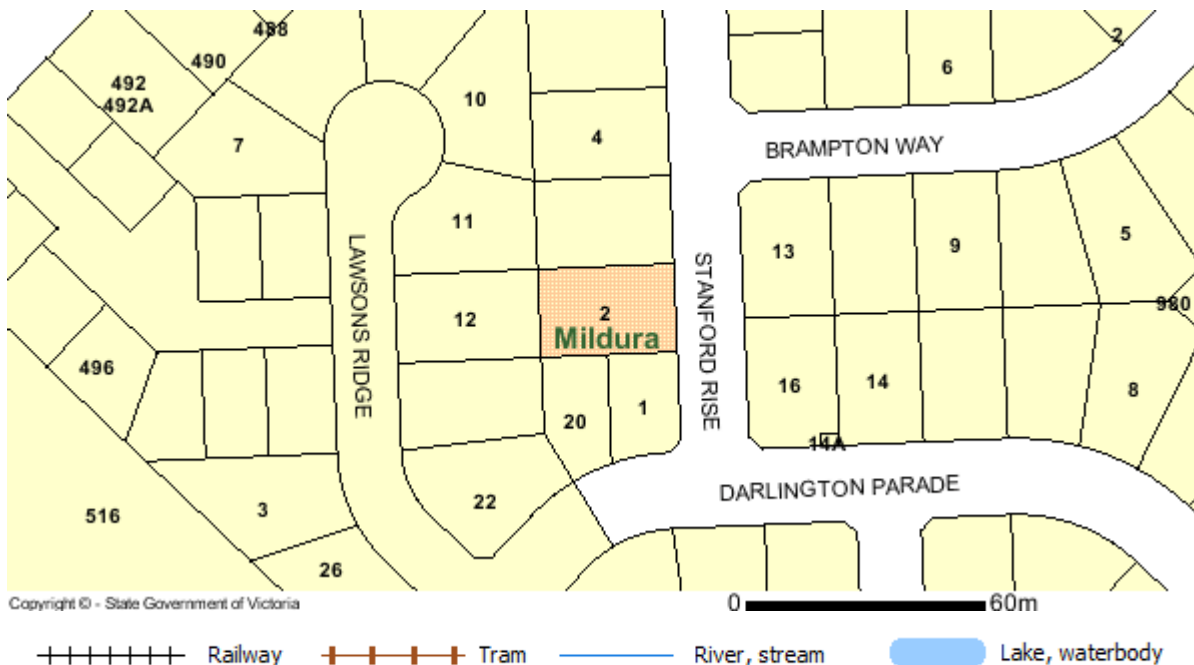 488
490
492
492A
10
6
2
7
4
BRAMPTON WAY
11
13
9
5
LAWSONS RIDGE
STANFORD RISE
980
12
2
Mildura
496
16
14
8
20
1
14A
22
DARLINGTON PARADE
516
3
26
Copyright © - State Government of Victoria
0 60m
Railway Tram River, stream Lake, waterbody